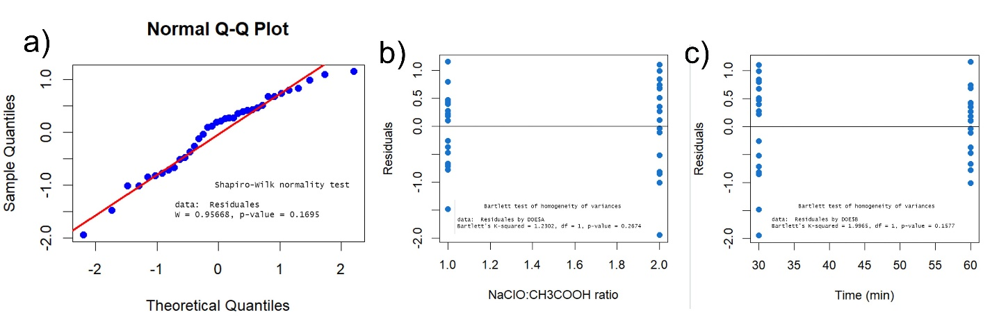 a)
Normal Q-Q Plot
Sample Quantiles
1.0
0.0
-1.0
-2.0
Shapiro-Wilk normality test
data: Residuales
W = 0.95668, p-value = 0.1695
-2 -1 0 1 2
Theoretical Quantiles
b)
Residuals
1.0
0.5
0.0
-1.0
-2.0
Bartlett test of homogeneity of variances
data: Residuales by DOE$A
Bartlett's K-squared = 1.2302, df = 1, p-value = 0.2674
1.0 1.2 1.4 1.6 1.8 2.0
NaClO:CH3COOH ratio
c)
Residuals
1.0
0.5
0.0
-1.0
-2.0
Bartlett test of homogeneity of variances
data: Residuales by DOE$B
Bartlett's K-squared = 1.9965, df = 1, p-value = 0.1577
30 35 40 45 50 55 60
Time (min)